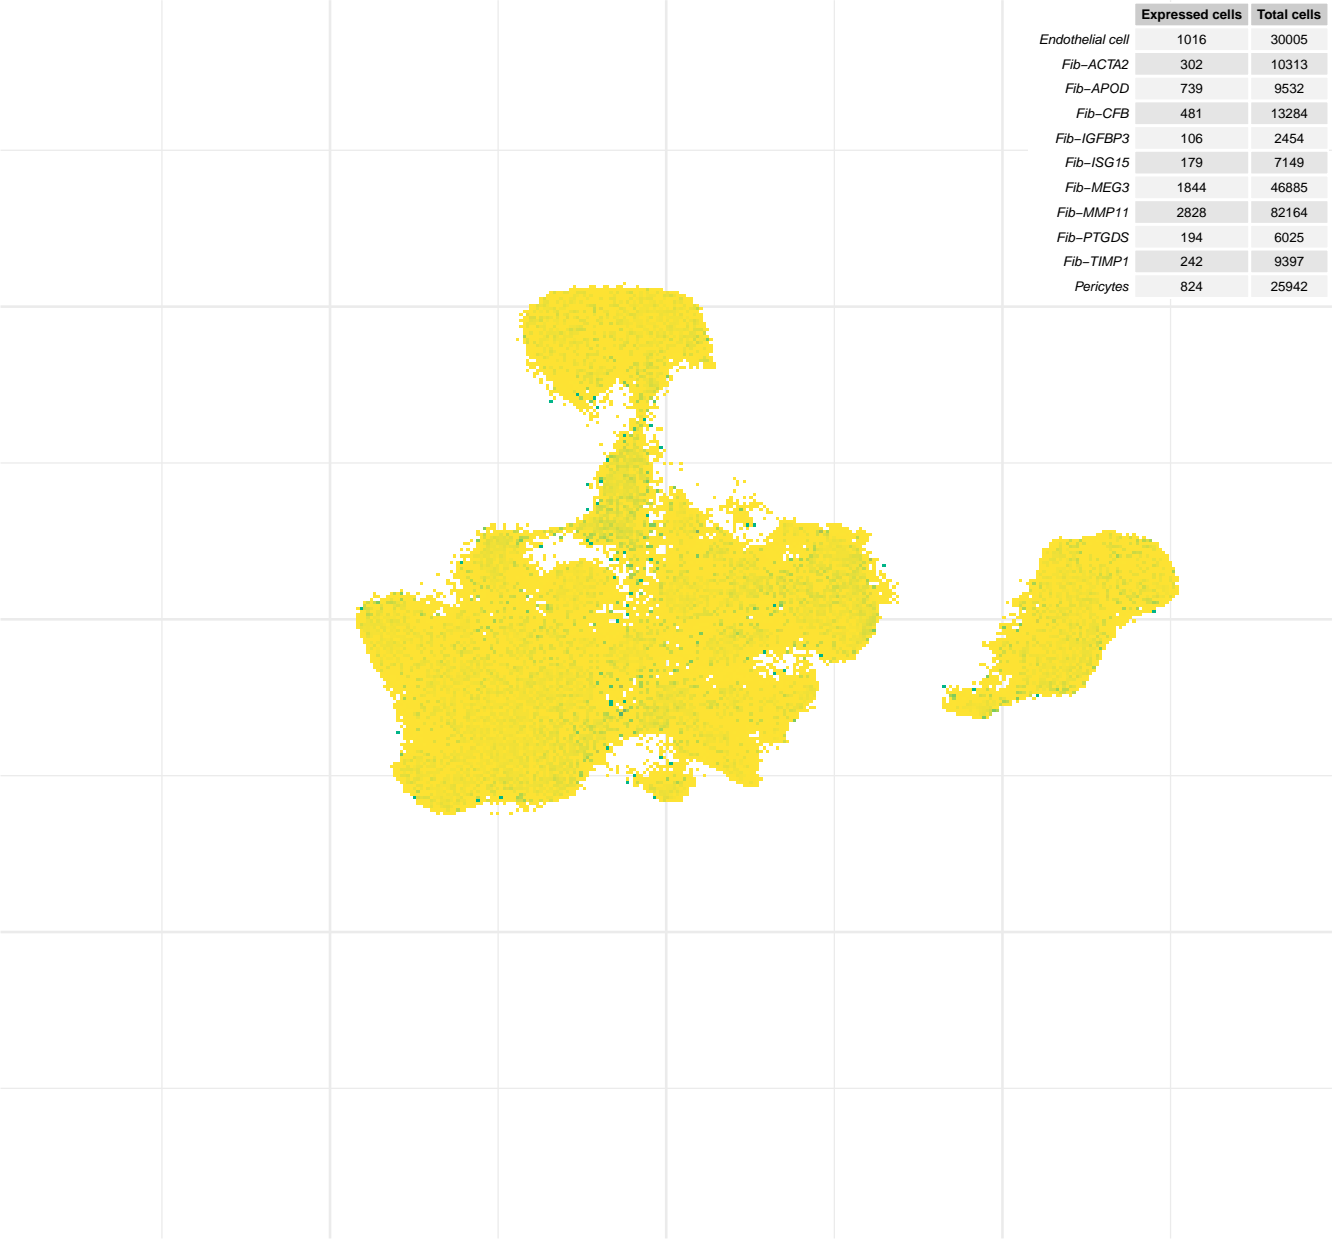 Expressed cells Total cells
Endothelial cell 1016 30005
Fib−ACTA2 302 10313
Fib−APOD 739 9532
Fib−CFB 481 13284
Fib−IGFBP3 106 2454
Fib−ISG15 179 7149
Fib−MEG3 1844 46885
Fib−MMP11 2828 82164
Fib−PTGDS 194 6025
Fib−TIMP1 242 9397
Pericytes 824 25942